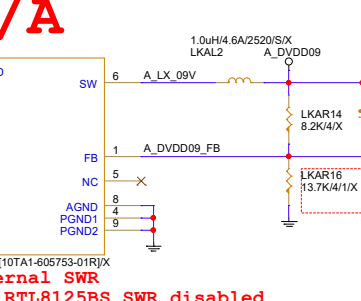 /A
1.0uH/4.6A/2520/S/X
LKAL2
A_DVDD09
SW
6
A_LX_09V
LKAR14
8.2K/4/X
FB
1
A_DVDD09_FB
NC
5
LKAR16
13.7K/4/1/X
AGND
8
PGND1
4
PGND2
9
[10TA1-605753-01R]/X
ernal SWR
RTL8125BS SWR disabled